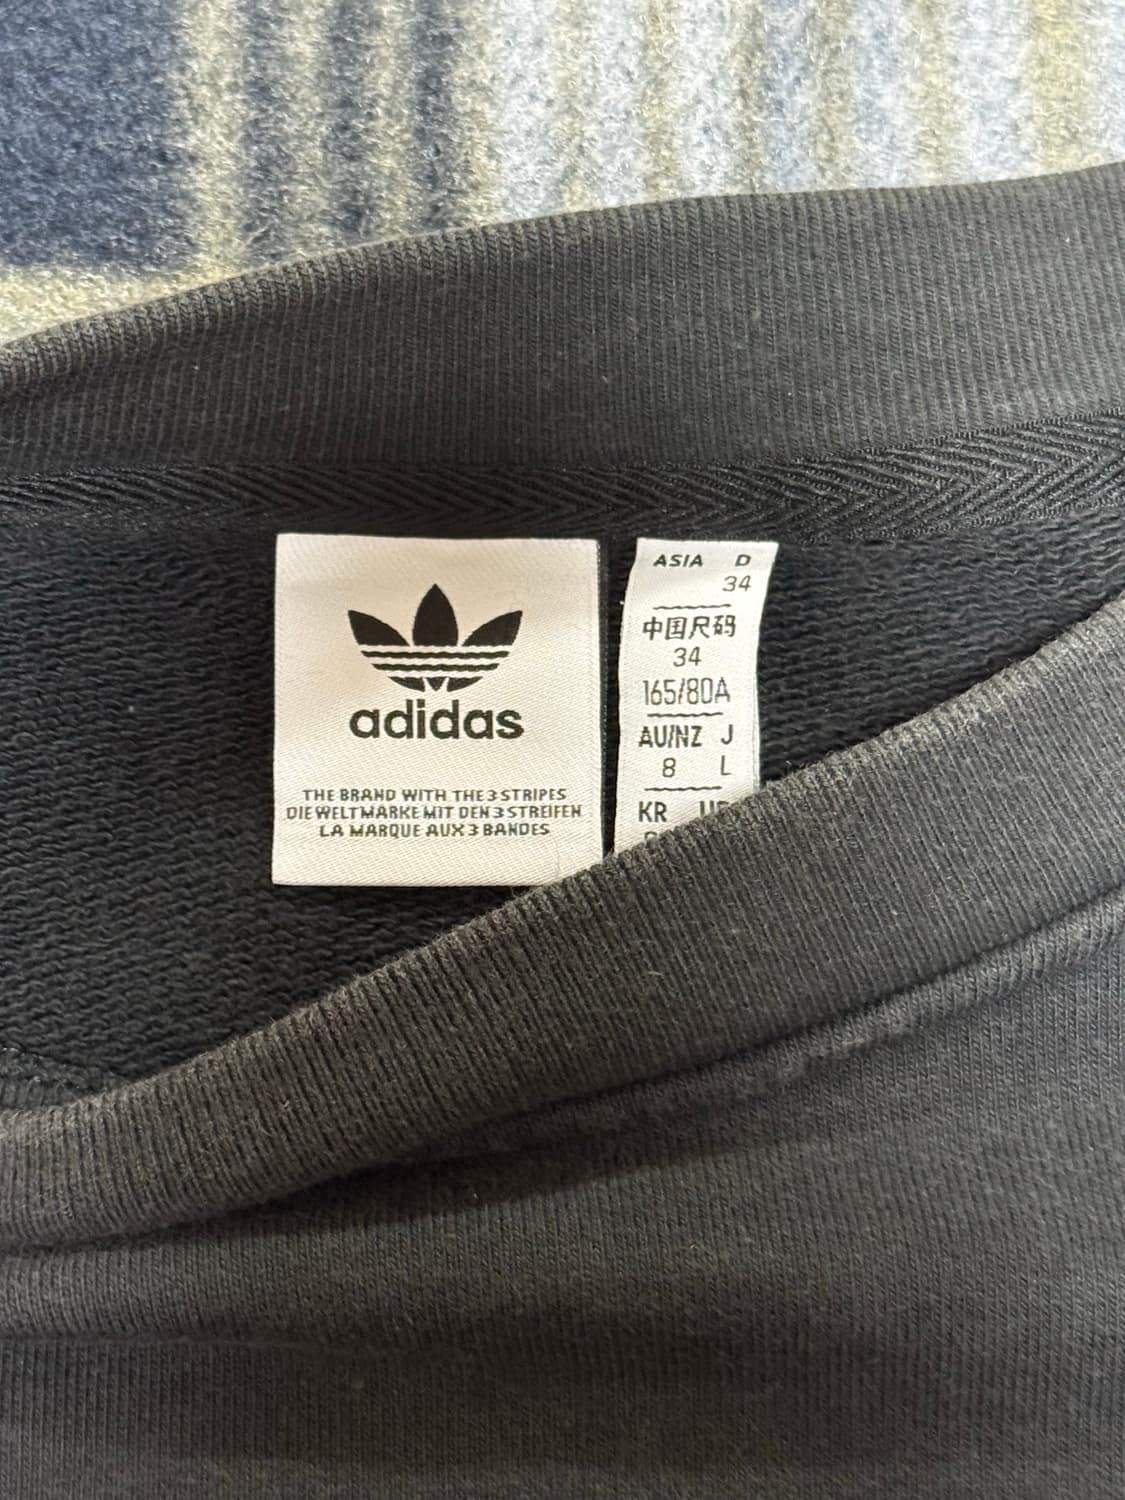 adidas
THE BRAND WITH THE 3 STRIPES
DIE WELTMARKE MIT DEN 3 STREIFEN
LA MARQUE AUX 3 BANDES
ASIA D
34
中国尺码
34
165/80A
AU/NZ J
8 L
KR